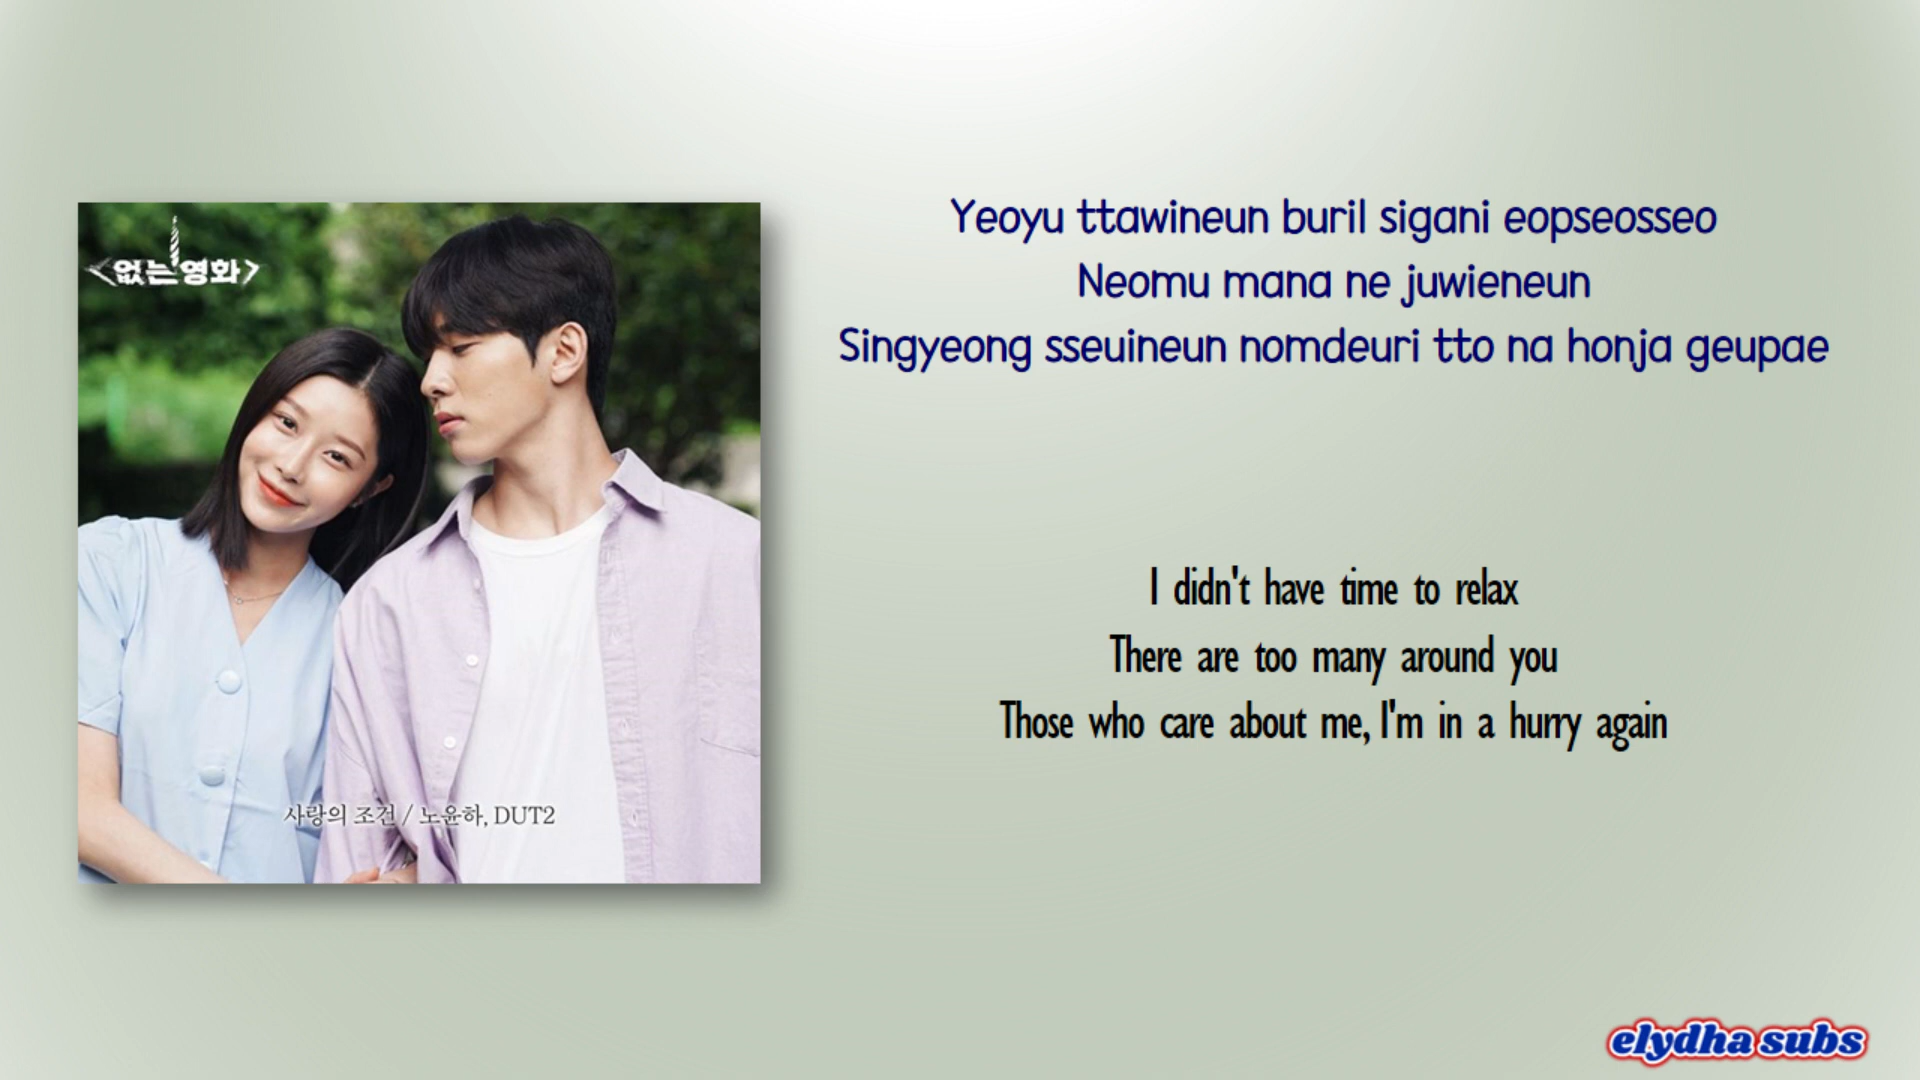 <없는영화>
사랑의 조건 / 노윤하, DUT2
Yeoyu ttawineun buril sigani eopseosseo
Neomu mana ne juwieneun
Singyeong sseuineun nomdeuri tto na honja geupae
I didn't have time to relax
There are too many around you
Those who care about me, I'm in a hurry again
elydha subs